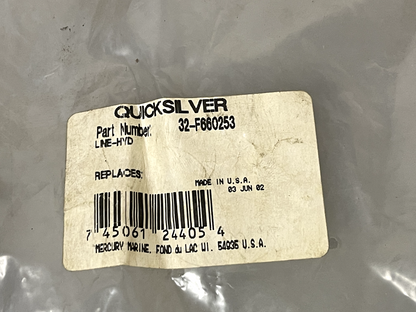 QUICKSILVER
Part Number: 32-F660253
LINE-HYD
REPLACES:
MADE IN U.S.A.
03 JUN 02
7 45061 24405 4
MERCURY MARINE, FOND du LAC WI. 54935 U.S.A.